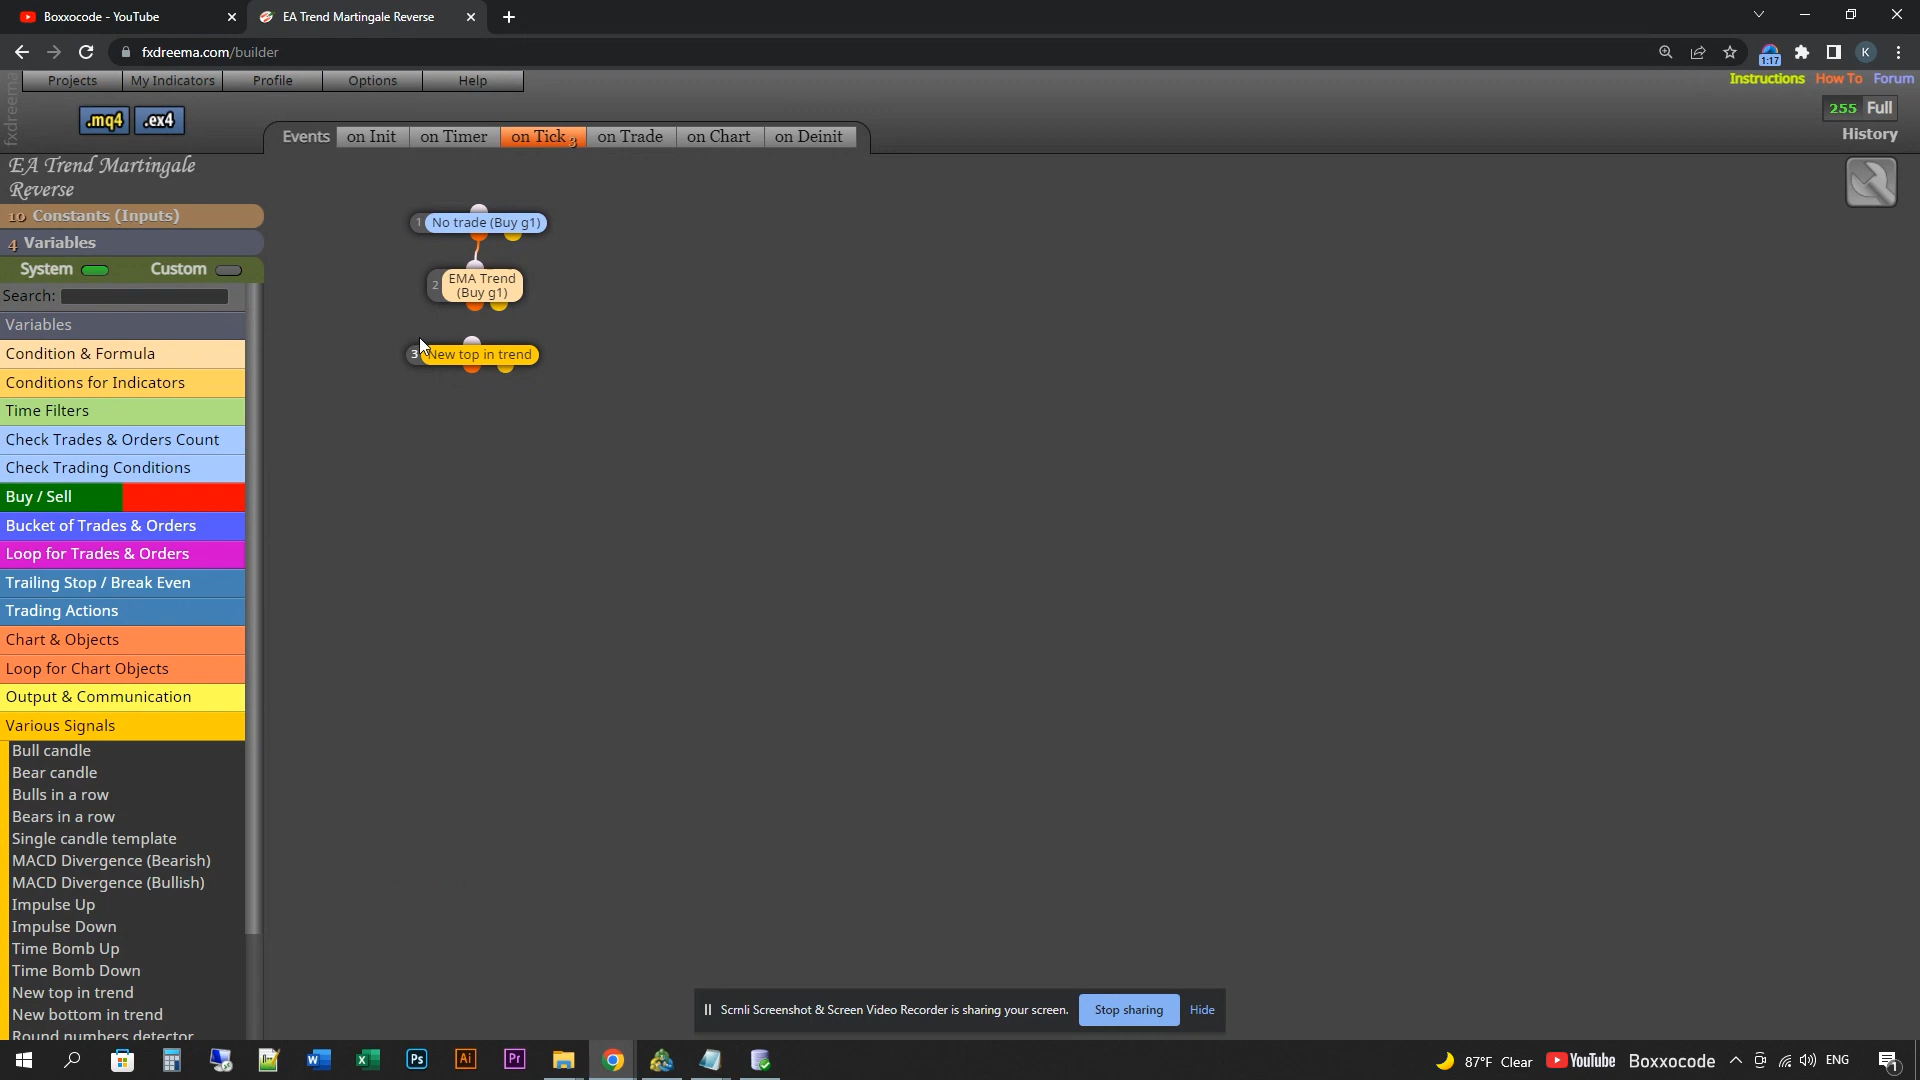 Boxxocode - YouTube
EA Trend Martingale Reverse
fxdreema.com/builder
K
1:17
Projects
My Indicators
Profile
Options
Help
Instructions
How To
Forum
fxdreema
.mq4
.ex4
255 Full
History
Events
on Init
on Timer
on Tick 3
on Trade
on Chart
on Deinit
EA Trend Martingale
Reverse
10 Constants (Inputs)
4 Variables
System
Custom
Search:
Variables
Condition & Formula
Conditions for Indicators
Time Filters
Check Trades & Orders Count
Check Trading Conditions
Buy / Sell
Bucket of Trades & Orders
Loop for Trades & Orders
Trailing Stop / Break Even
Trading Actions
Chart & Objects
Loop for Chart Objects
Output & Communication
Various Signals
Bull candle
Bear candle
Bulls in a row
Bears in a row
Single candle template
MACD Divergence (Bearish)
MACD Divergence (Bullish)
Impulse Up
Impulse Down
Time Bomb Up
Time Bomb Down
New top in trend
New bottom in trend
Round numbers detector
1 No trade (Buy g1)
2 EMA Trend
(Buy g1)
3 New top in trend
Scrnli Screenshot & Screen Video Recorder is sharing your screen.
Stop sharing
Hide
Ps
Ai
Pr
87°F Clear
YouTube
Boxxocode
ENG
1